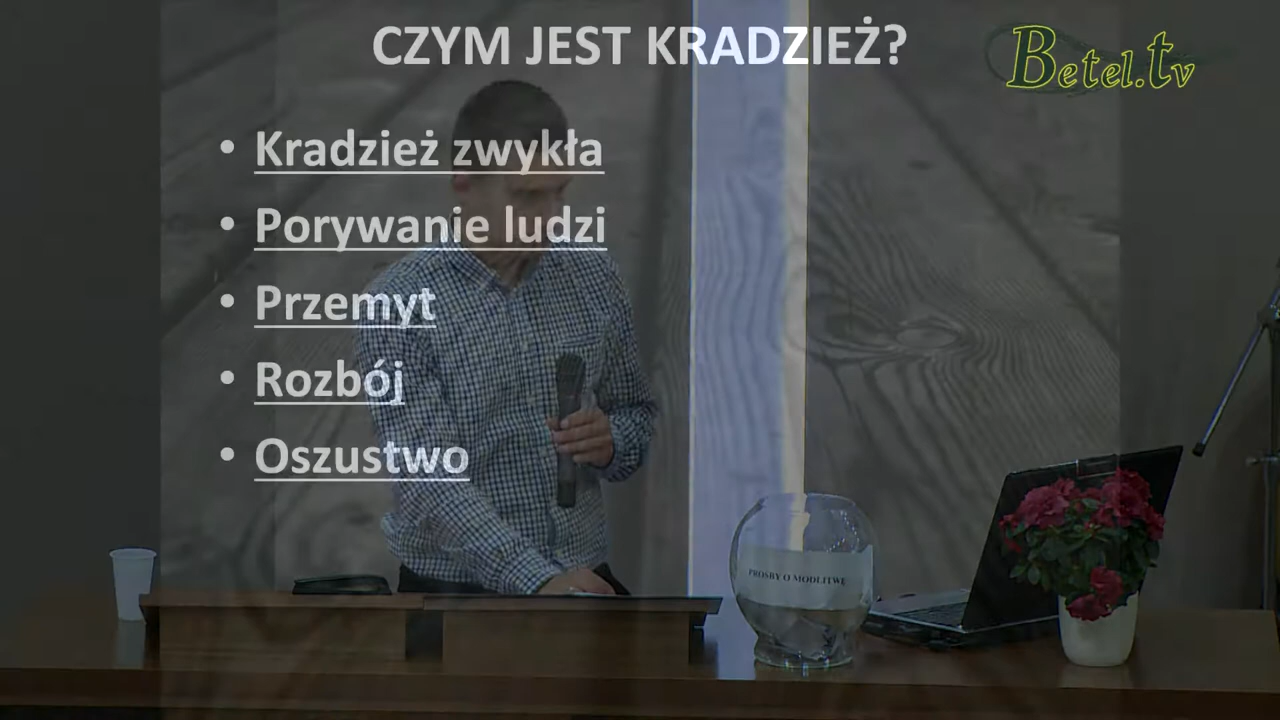 CZYM JEST KRADZIEŻ?
Betel.tv
• Kradzież zwykła
• Porywanie ludzi
• Przemyt
• Rozbój
• Oszustwo
PROŚBY O MODLITWĘ